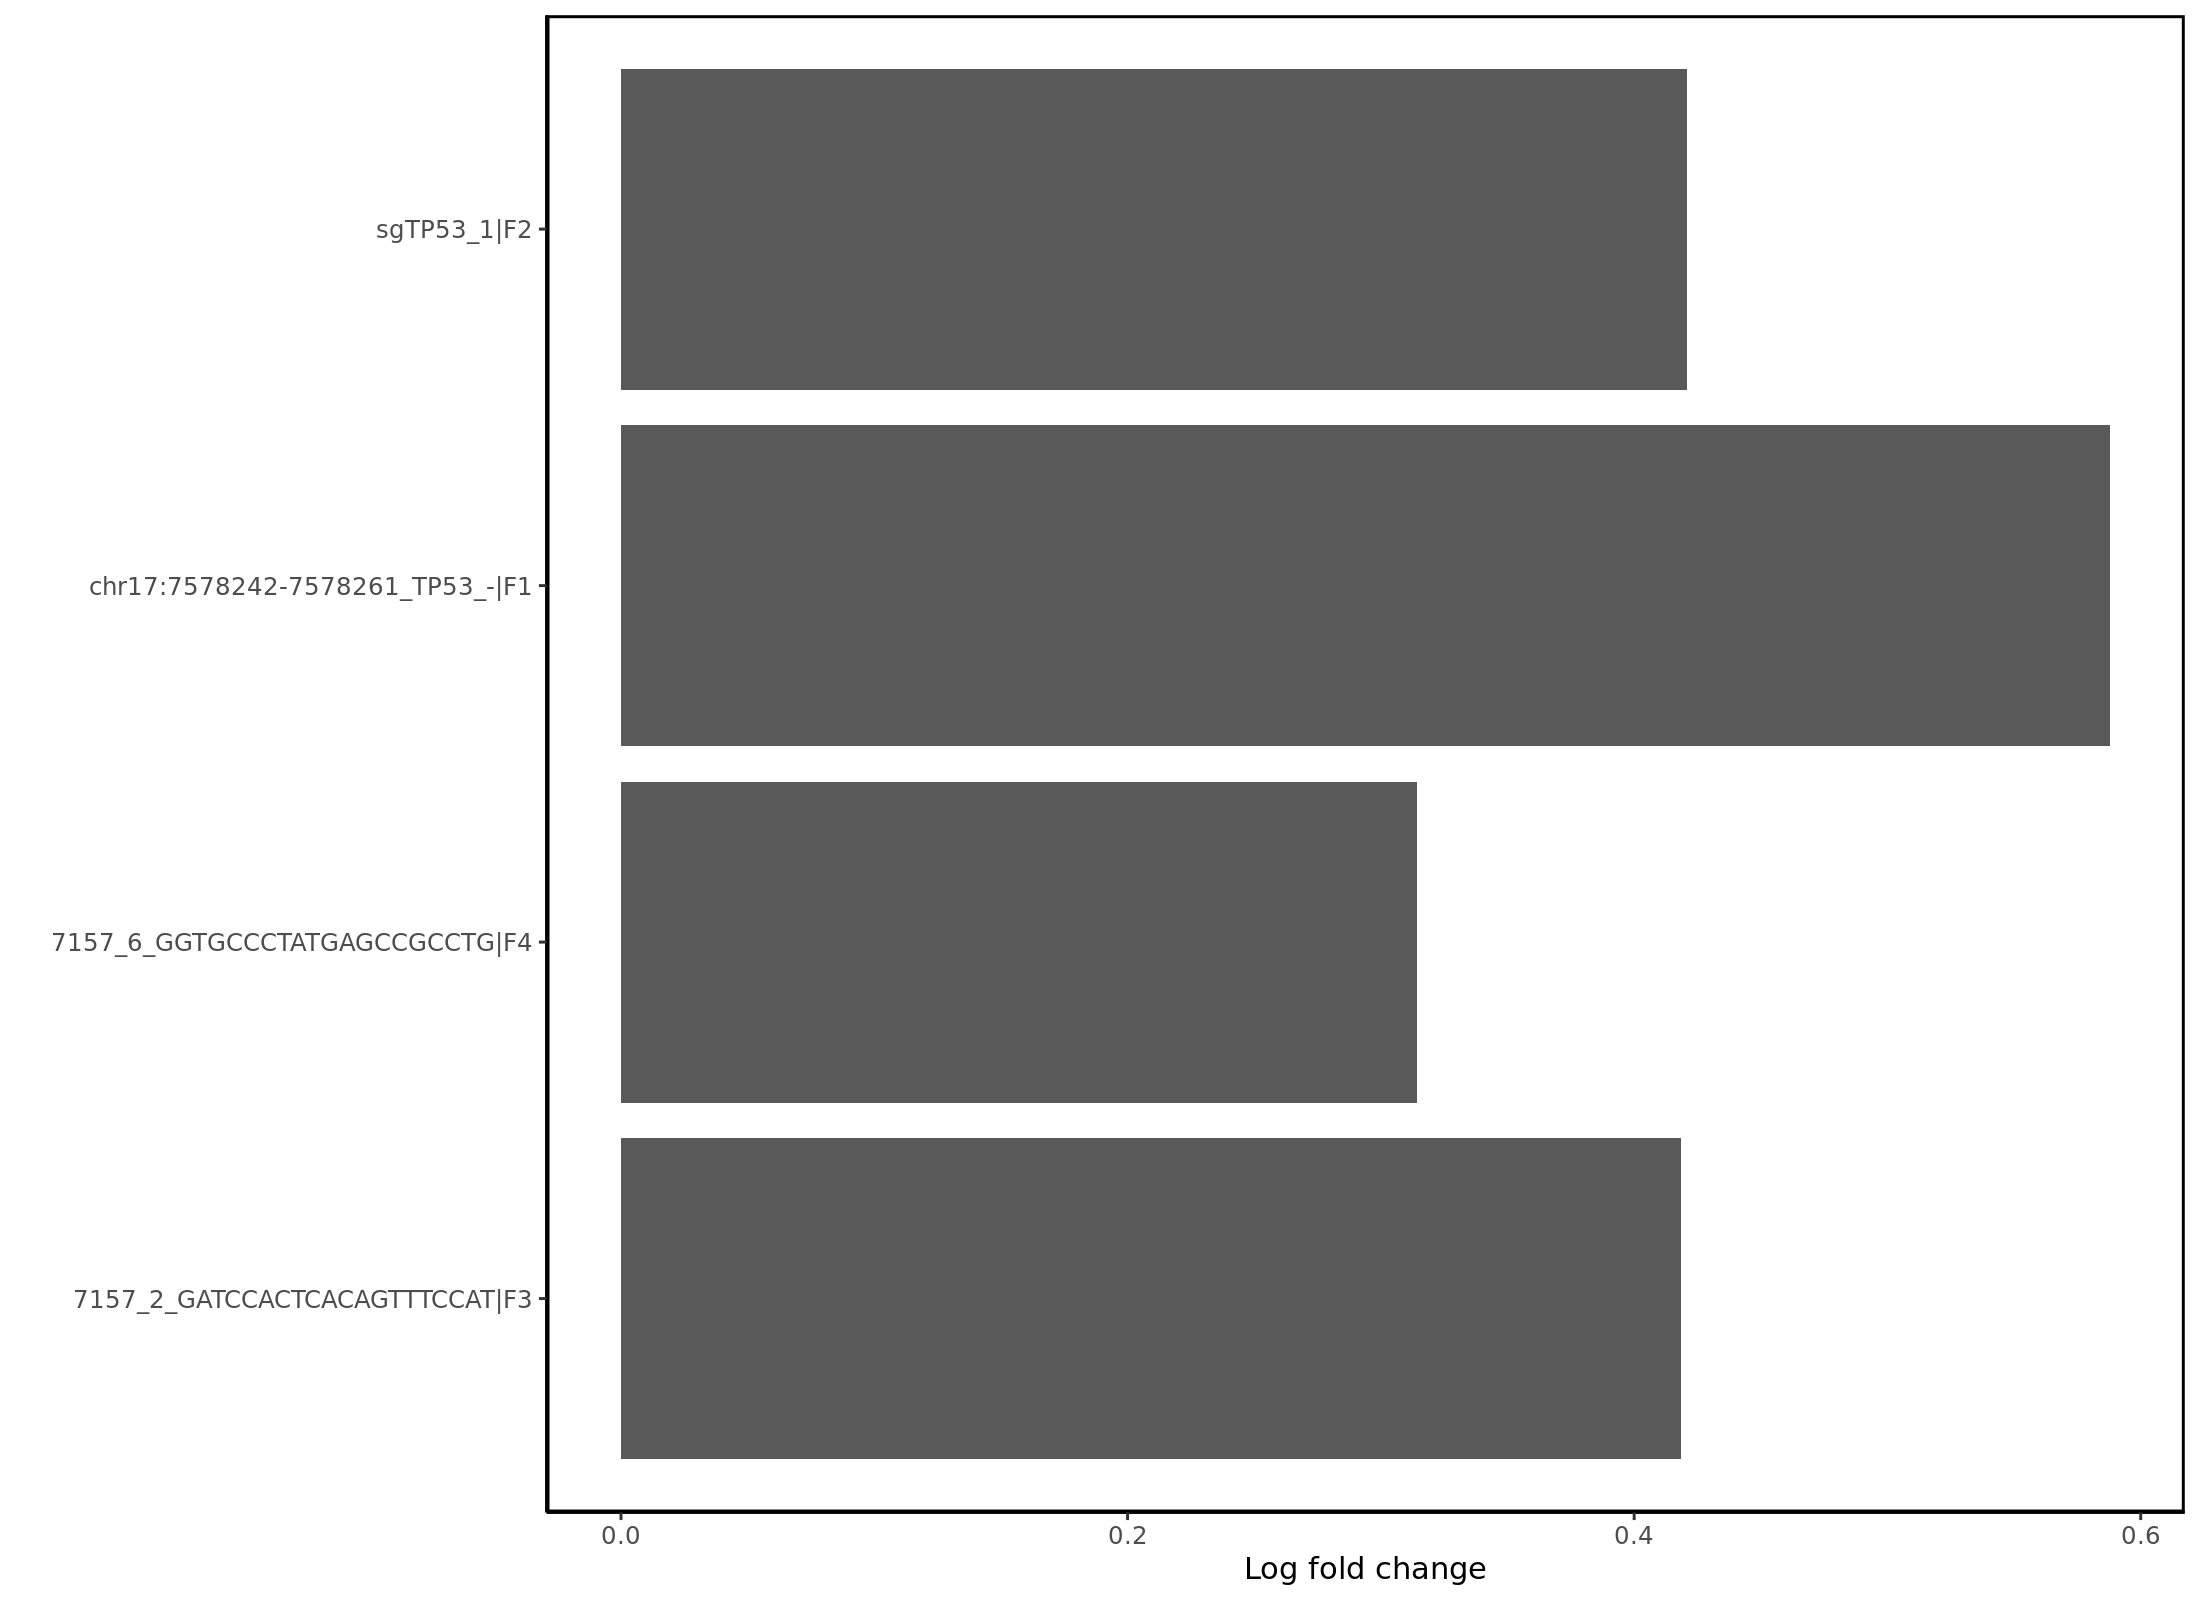 sgTP53_1|F2
chr17:7578242-7578261_TP53_-|F1
7157_6_GGTGCCCTATGAGCCGCCTG|F4
7157_2_GATCCACTCACAGTTTCCAT|F3
0.0 0.2 0.4 0.6
Log fold change